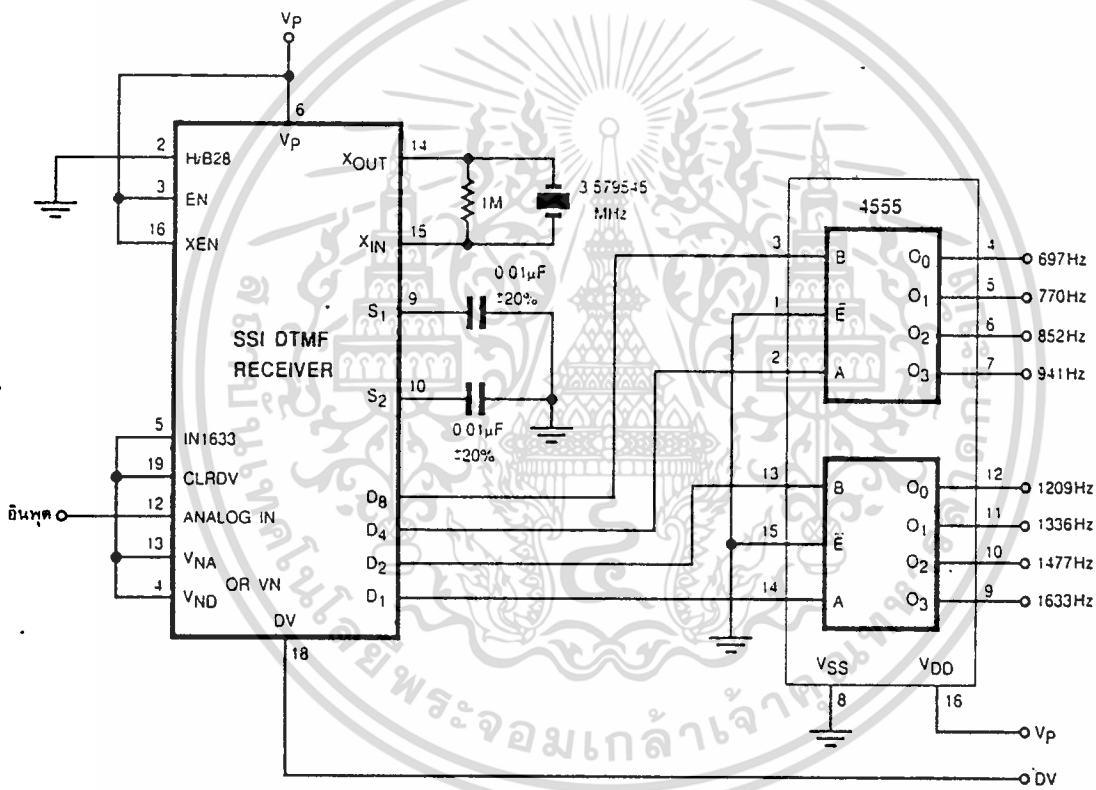 VP
6
VP
2
H/B28
3
EN
16
XEN
XOUT
14
1M
3.579545
MHz
XIN
15
0.01µF
±20%
S1
9
SSI DTMF
RECEIVER
S2
10
0.01µF
±20%
5
IN1633
19
CLRDV
อินพุต
12
ANALOG IN
13
VNA
4
VND
OR VN
DV
18
D8
D4
D2
D1
4555
3
B
1
E̅
2
A
O0
4
697Hz
O1
5
770Hz
O2
6
852Hz
O3
7
941Hz
13
B
15
E̅
14
A
O0
12
1209Hz
O1
11
1336Hz
O2
10
1477Hz
O3
9
1633Hz
VSS
8
VDD
16
VP
DV